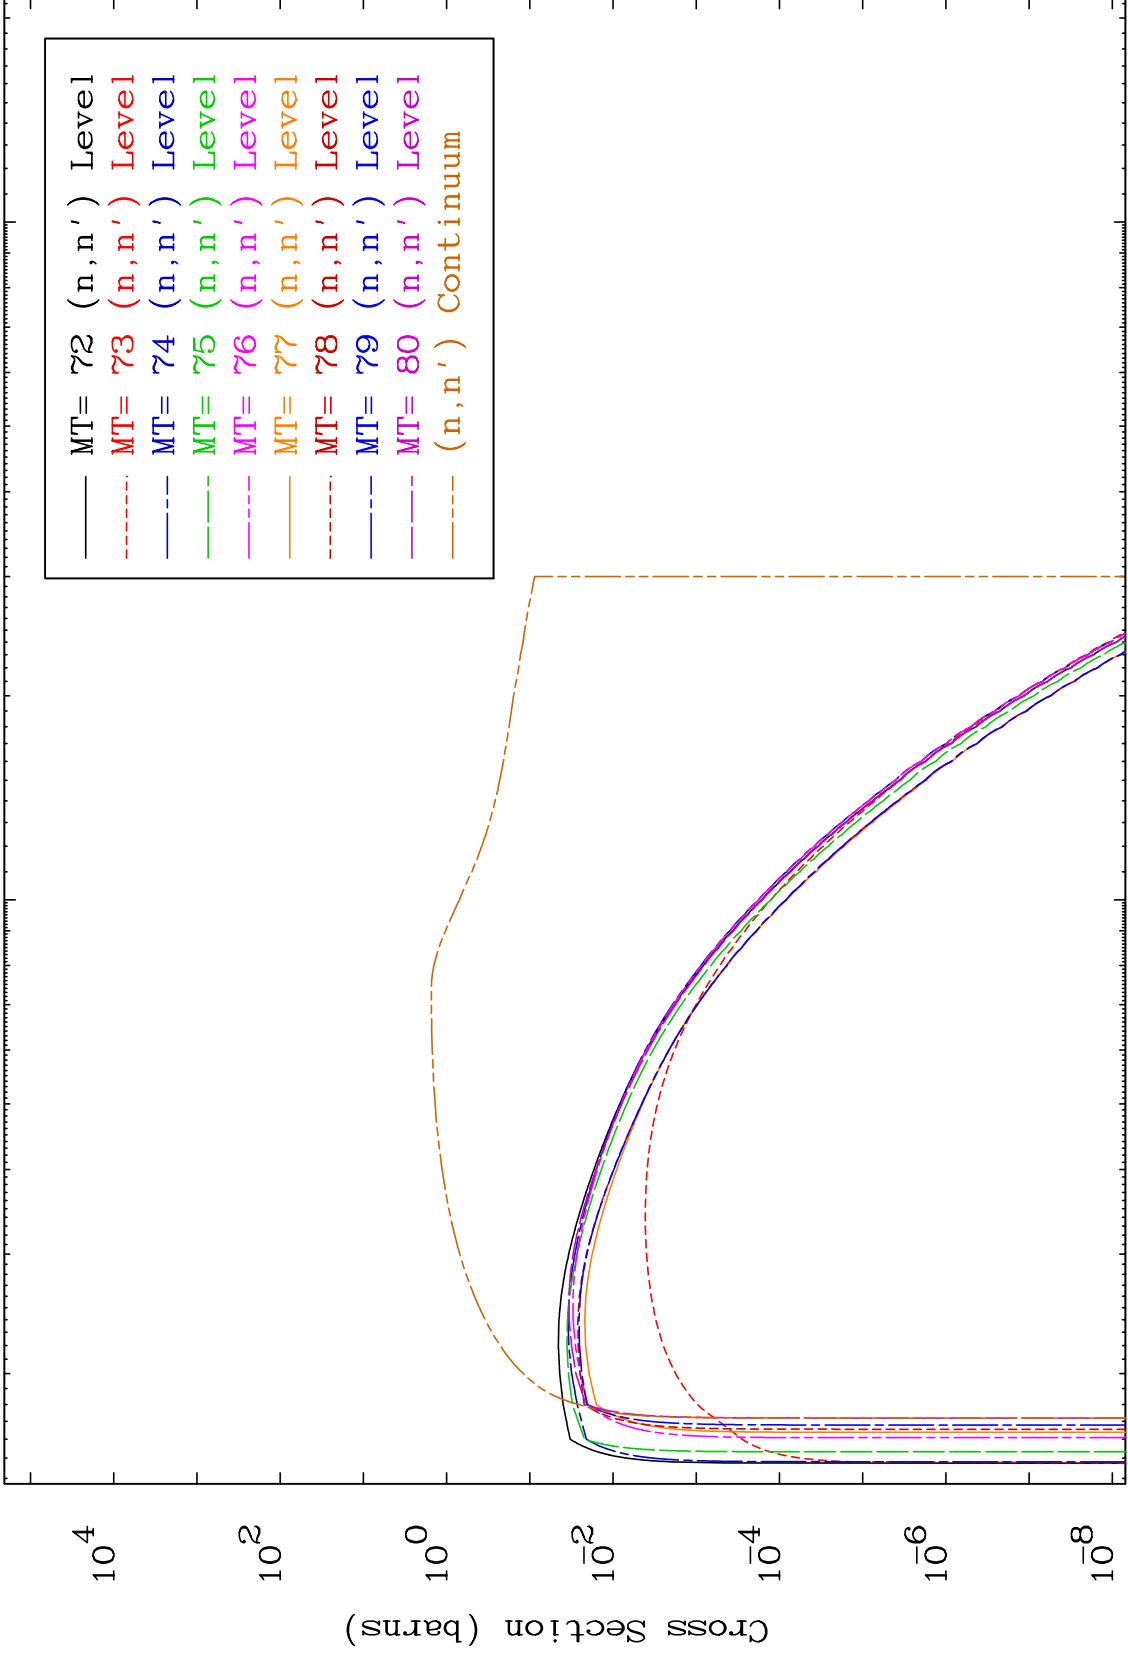 MT= 72 (n,n') Level
MT= 73 (n,n') Level
MT= 74 (n,n') Level
MT= 75 (n,n') Level
MT= 76 (n,n') Level
MT= 77 (n,n') Level
MT= 78 (n,n') Level
MT= 79 (n,n') Level
MT= 80 (n,n') Level
(n,n') Continuum
10^4
10^2
10^0
10^-2
10^-4
10^-6
10^-8
Cross Section (barns)